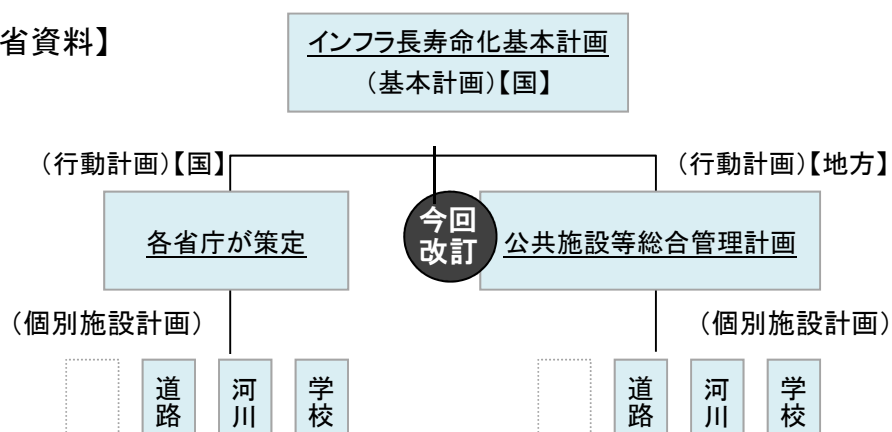 省資料】
インフラ長寿命化基本計画
（基本計画）【国】
（行動計画）【国】
（行動計画）【地方】
各省庁が策定
今回
改訂
公共施設等総合管理計画
（個別施設計画）
（個別施設計画）
道路
河川
学校
道路
河川
学校